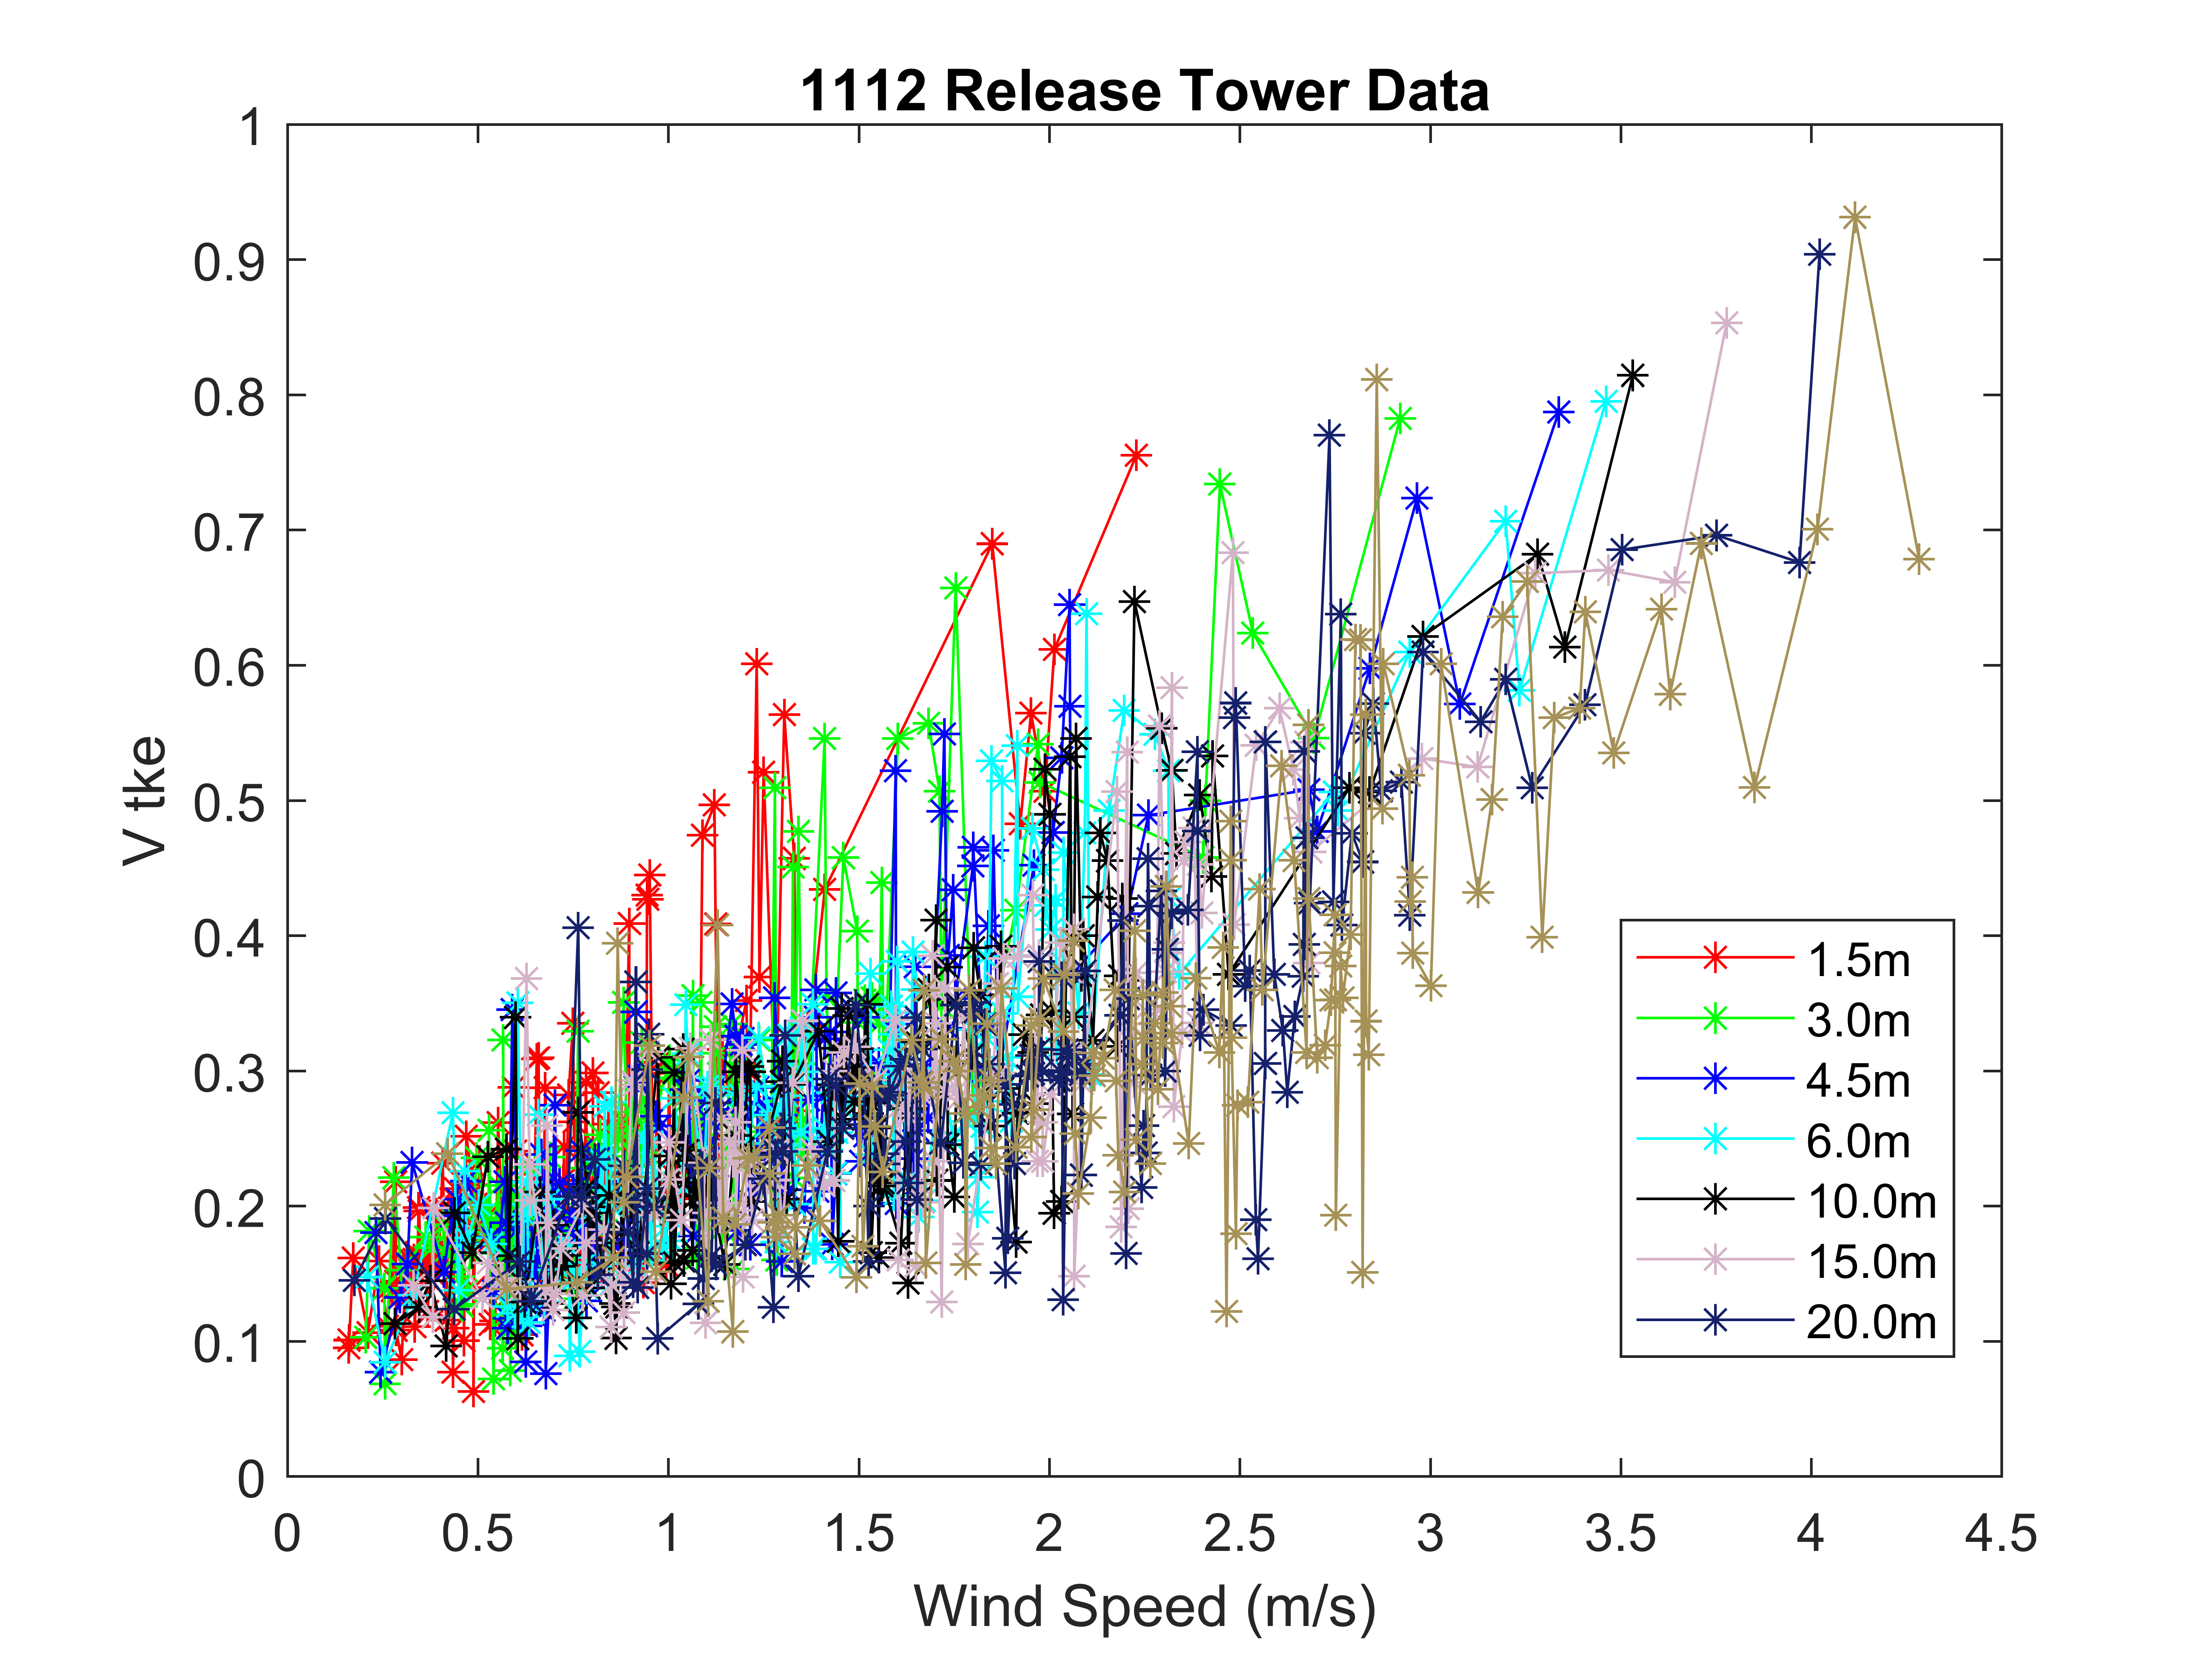 1112 Release Tower Data
1
0.9
0.8
0.7
0.6
0.5
0.4
0.3
0.2
0.1
0
V tke
0 0.5 1 1.5 2 2.5 3 3.5 4 4.5
Wind Speed (m/s)
1.5m
3.0m
4.5m
6.0m
10.0m
15.0m
20.0m